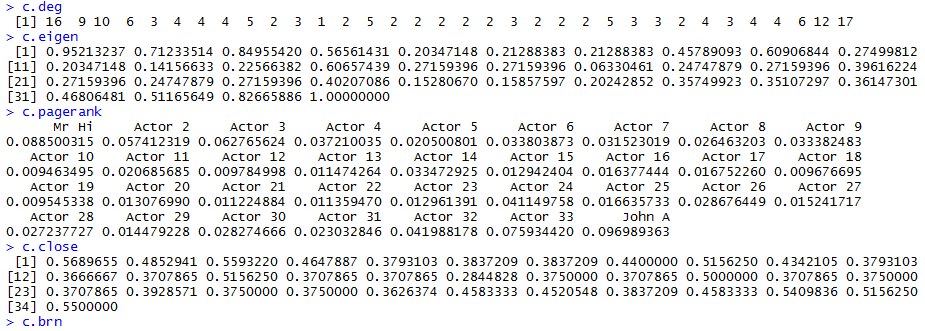 > c.deg
[1] 16 9 10 6 3 4 4 4 5 2 3 1 2 5 2 2 2 2 2 3 2 2 2 5 3 3 2 4 3 4 4 6 12 17
> c.eigen
[1] 0.95213237 0.71233514 0.84955420 0.56561431 0.20347148 0.21288383 0.21288383 0.45789093 0.60906844 0.27499812
[11] 0.20347148 0.14156633 0.22566382 0.60657439 0.27159396 0.27159396 0.06330461 0.24747879 0.27159396 0.39616224
[21] 0.27159396 0.24747879 0.27159396 0.40207086 0.15280670 0.15857597 0.20242852 0.35749923 0.35107297 0.36147301
[31] 0.46806481 0.51165649 0.82665886 1.00000000
> c.pagerank
Mr Hi Actor 2 Actor 3 Actor 4 Actor 5 Actor 6 Actor 7 Actor 8 Actor 9
0.088500315 0.057412319 0.062765624 0.037210035 0.020500801 0.033803873 0.031523019 0.026463203 0.033382483
Actor 10 Actor 11 Actor 12 Actor 13 Actor 14 Actor 15 Actor 16 Actor 17 Actor 18
0.009463495 0.020685685 0.009784998 0.011474264 0.033472925 0.012942404 0.016377444 0.016752260 0.009676695
Actor 19 Actor 20 Actor 21 Actor 22 Actor 23 Actor 24 Actor 25 Actor 26 Actor 27
0.009545338 0.013076990 0.011224884 0.011359470 0.012961391 0.041149758 0.016635733 0.028676449 0.015241717
Actor 28 Actor 29 Actor 30 Actor 31 Actor 32 Actor 33 John A
0.027237727 0.014479228 0.028274666 0.023032846 0.041988178 0.075934420 0.096989363
> c.close
[1] 0.5689655 0.4852941 0.5593220 0.4647887 0.3793103 0.3837209 0.3837209 0.4400000 0.5156250 0.4342105 0.3793103
[12] 0.3666667 0.3707865 0.5156250 0.3707865 0.3707865 0.2844828 0.3750000 0.3707865 0.5000000 0.3707865 0.3750000
[23] 0.3707865 0.3928571 0.3750000 0.3750000 0.3626374 0.4583333 0.4520548 0.3837209 0.4583333 0.5409836 0.5156250
[34] 0.5500000
> c.brn